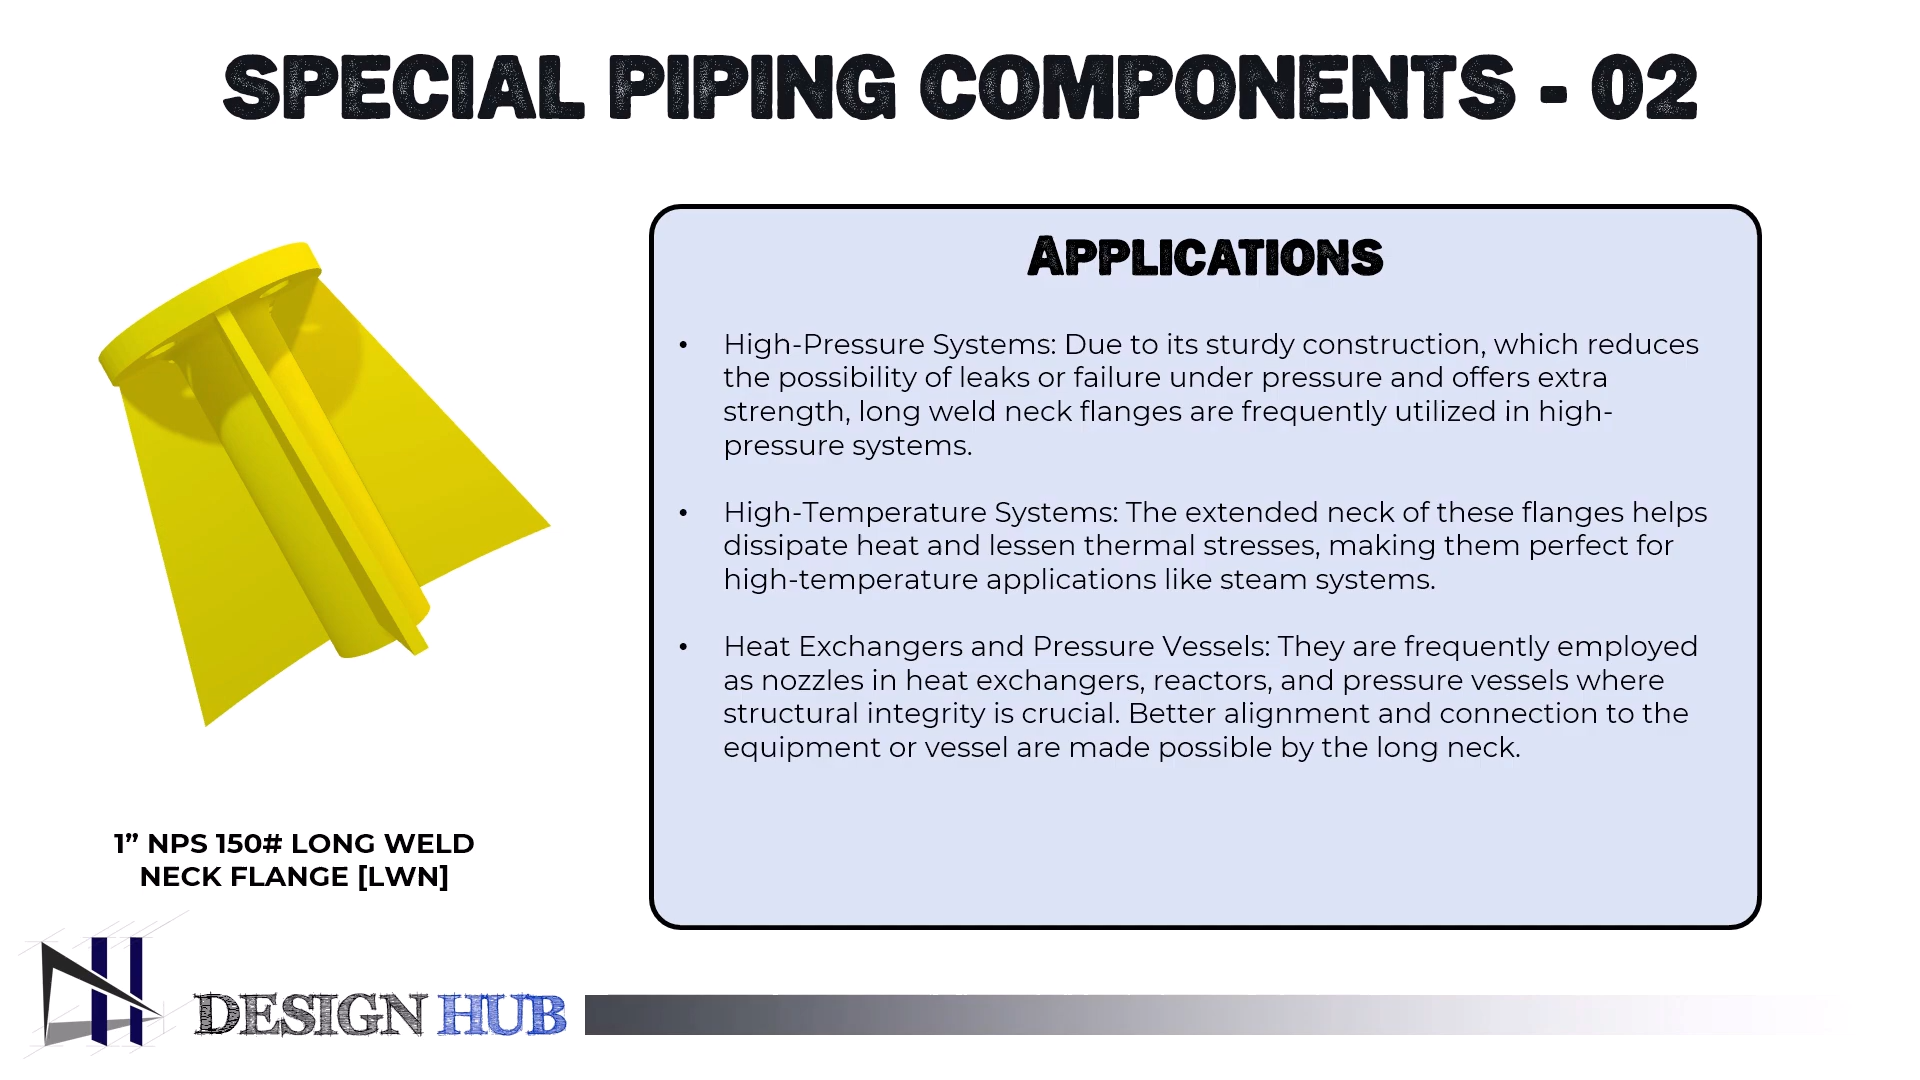 SPECIAL PIPING COMPONENTS - 02
APPLICATIONS
• High-Pressure Systems: Due to its sturdy construction, which reduces
the possibility of leaks or failure under pressure and offers extra
strength, long weld neck flanges are frequently utilized in high-
pressure systems.
• High-Temperature Systems: The extended neck of these flanges helps
dissipate heat and lessen thermal stresses, making them perfect for
high-temperature applications like steam systems.
• Heat Exchangers and Pressure Vessels: They are frequently employed
as nozzles in heat exchangers, reactors, and pressure vessels where
structural integrity is crucial. Better alignment and connection to the
equipment or vessel are made possible by the long neck.
1” NPS 150# LONG WELD
NECK FLANGE [LWN]
DESIGN HUB